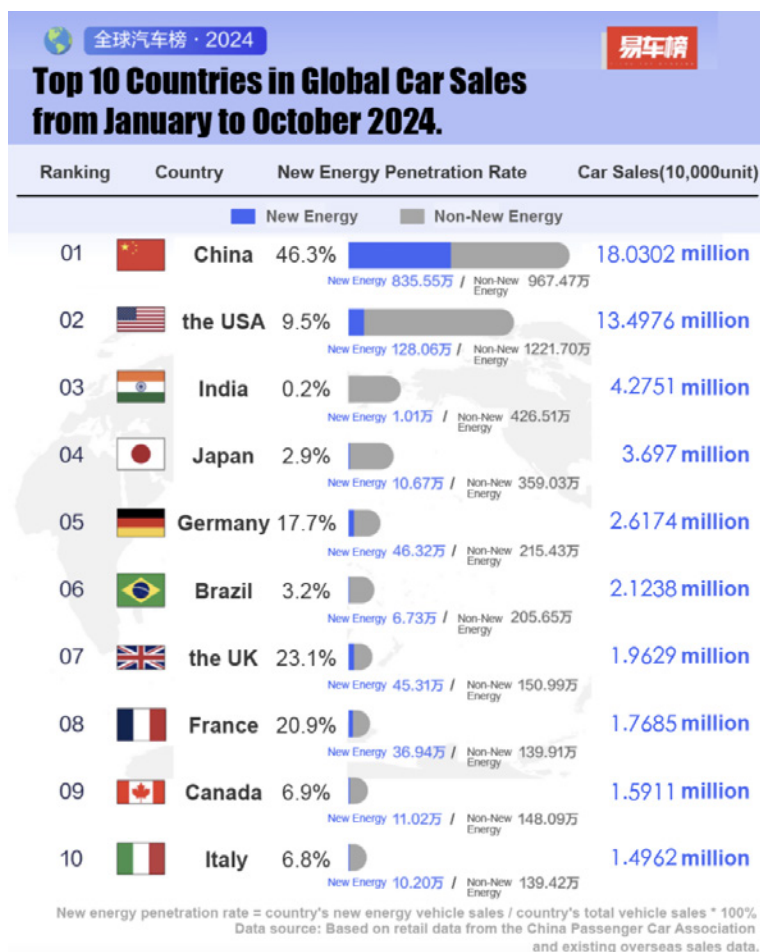 全球汽车榜·2024
易车榜
Top 10 Countries in Global Car Sales
from January to October 2024.
Ranking Country New Energy Penetration Rate Car Sales(10,000unit)
New Energy Non-New Energy
01 China 46.3% 18.0302 million
New Energy 835.55万 / Non-New Energy 967.47万
02 the USA 9.5% 13.4976 million
New Energy 128.06万 / Non-New Energy 1221.70万
03 India 0.2% 4.2751 million
New Energy 1.01万 / Non-New Energy 426.51万
04 Japan 2.9% 3.697 million
New Energy 10.67万 / Non-New Energy 359.03万
05 Germany 17.7% 2.6174 million
New Energy 46.32万 / Non-New Energy 215.43万
06 Brazil 3.2% 2.1238 million
New Energy 6.73万 / Non-New Energy 205.65万
07 the UK 23.1% 1.9629 million
New Energy 45.31万 / Non-New Energy 150.99万
08 France 20.9% 1.7685 million
New Energy 36.94万 / Non-New Energy 139.91万
09 Canada 6.9% 1.5911 million
New Energy 11.02万 / Non-New Energy 148.09万
10 Italy 6.8% 1.4962 million
New Energy 10.20万 / Non-New Energy 139.42万
New energy penetration rate = country's new energy vehicle sales / country's total vehicle sales * 100%
Data source: Based on retail data from the China Passenger Car Association
and existing overseas sales data.